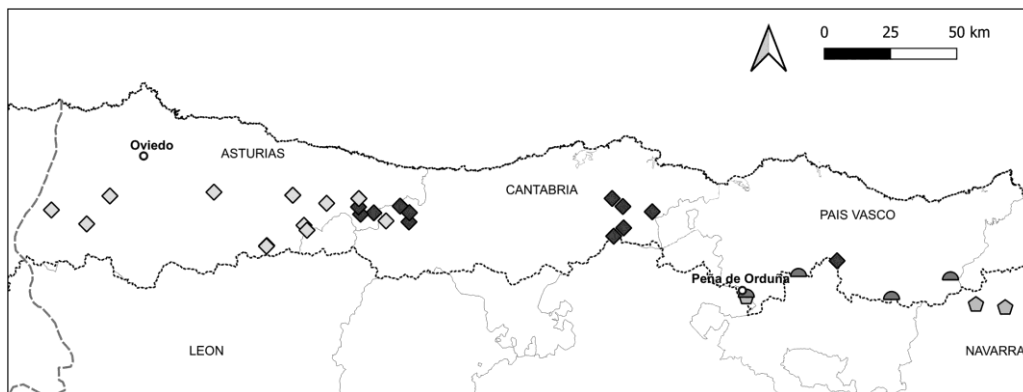 0 25 50 km
Oviedo
ASTURIAS
CANTABRIA
PAIS VASCO
Peña de Orduña
LEON
NAVARRA